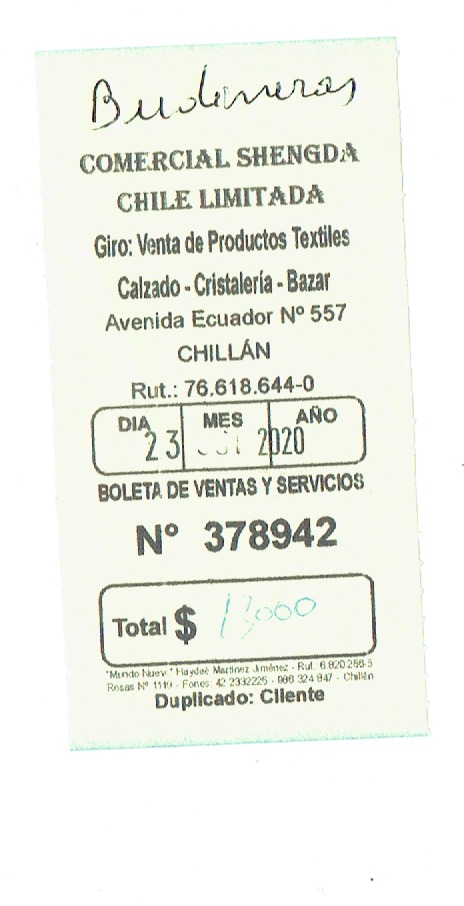 Budineras
COMERCIAL SHENGDA
CHILE LIMITADA
Giro: Venta de Productos Textiles
Calzado - Cristalería - Bazar
Avenida Ecuador Nº 557
CHILLÁN
Rut.: 76.618.644-0
DIA MES AÑO
23 2020
BOLETA DE VENTAS Y SERVICIOS
Nº 378942
Total $ 13000
"Mundo Nuevo" Haydeé Martínez Jiménez - Rut.: 6.820.256-5
Rosas Nº 1119 - Fonos: 42 2332225 - 986 324 847 - Chillán
Duplicado: Cliente